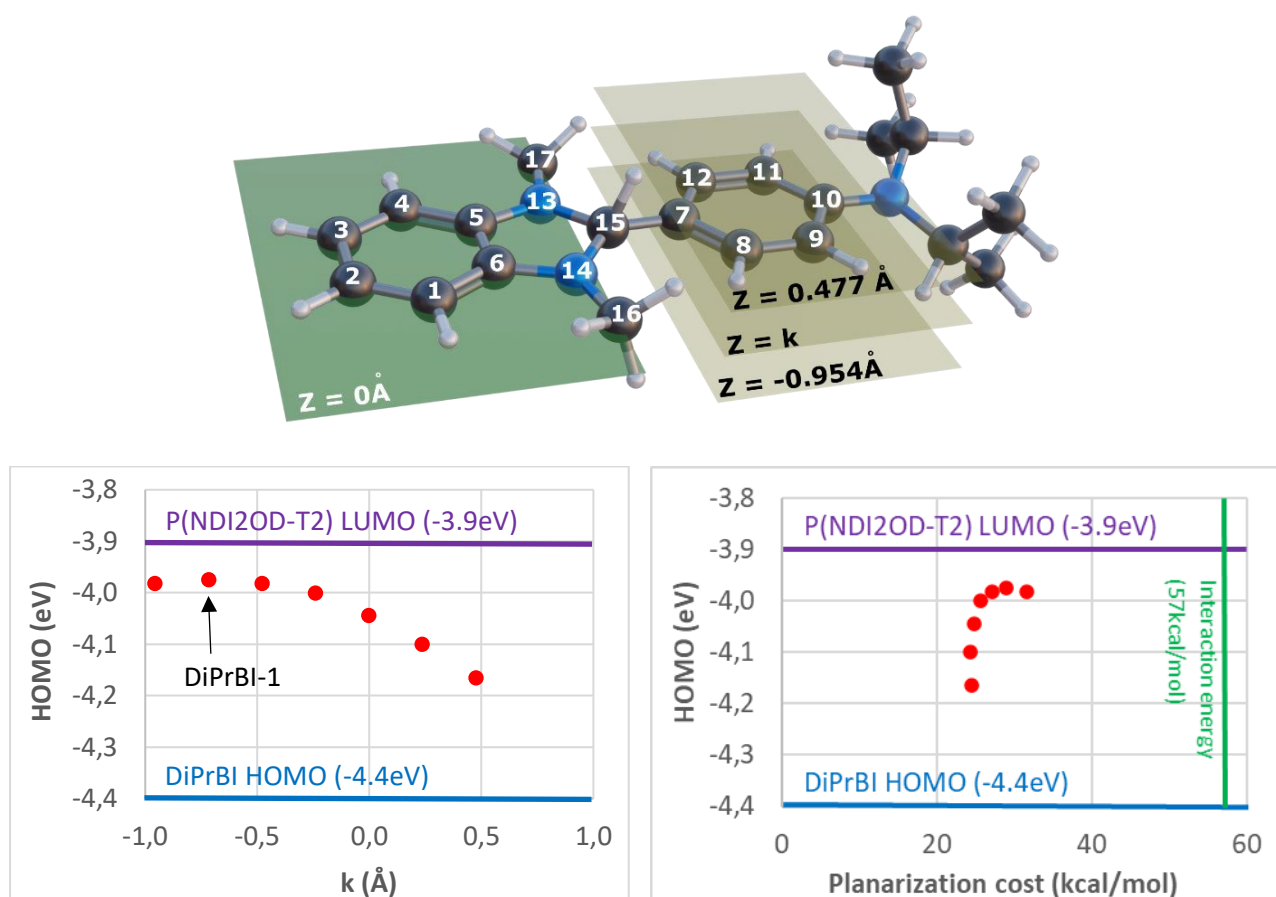 17
12
11
4
13
10
3
5
15
7
9
8
6
14
2
1
16
Z = 0.477 Å
Z = k
Z = -0.954Å
Z = 0Å
-3,8
-3,9
-4,0
-4,1
-4,2
-4,3
-4,4
HOMO (eV)
P(NDI2OD-T2) LUMO (-3.9eV)
DiPrBI-1
DiPrBI HOMO (-4.4eV)
-1,0
-0,5
0,0
0,5
1,0
k (Å)
-3,8
-3,9
-4,0
-4,1
-4,2
-4,3
-4,4
HOMO (eV)
P(NDI2OD-T2) LUMO (-3.9eV)
Interaction energy
(57kcal/mol)
DiPrBI HOMO (-4.4eV)
0
20
40
60
Planarization cost (kcal/mol)